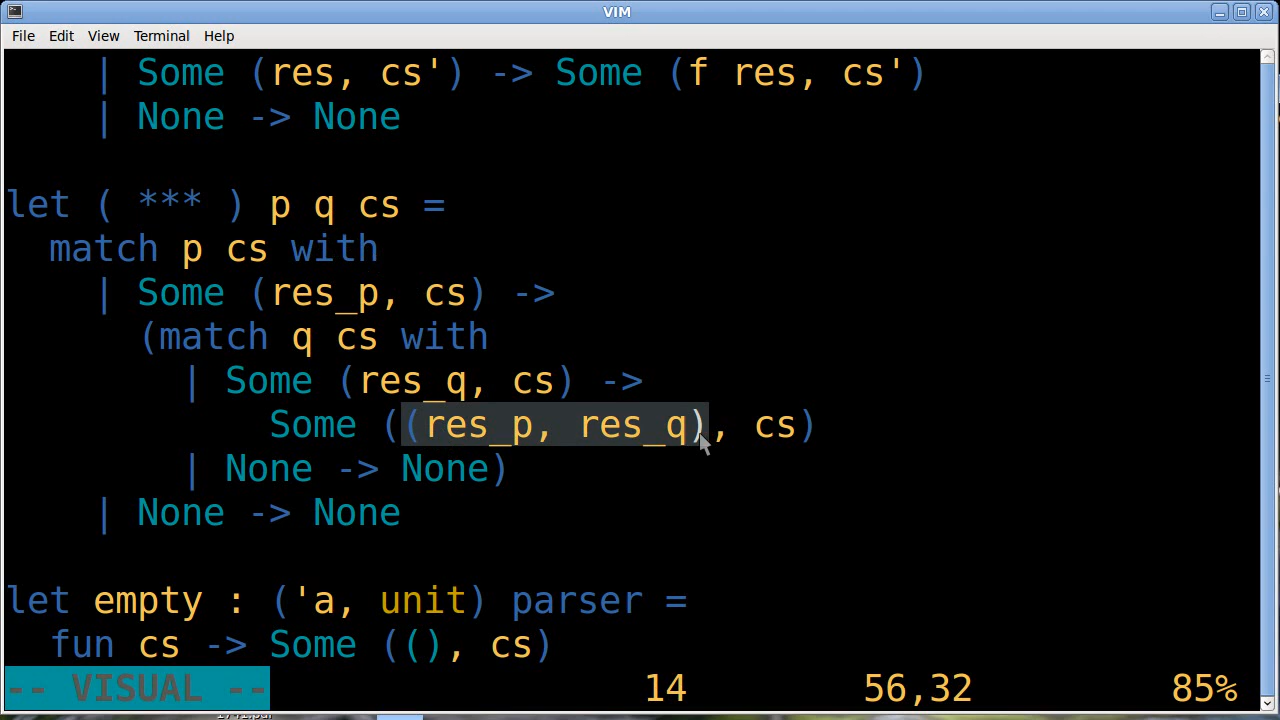 VIM
File Edit View Terminal Help
| Some (res, cs') -> Some (f res, cs')
| None -> None
let ( *** ) p q cs =
match p cs with
| Some (res_p, cs) ->
(match q cs with
| Some (res_q, cs) ->
Some ((res_p, res_q), cs)
| None -> None)
| None -> None
let empty : ('a, unit) parser =
fun cs -> Some ((), cs)
-- VISUAL -- 14 56,32 85%